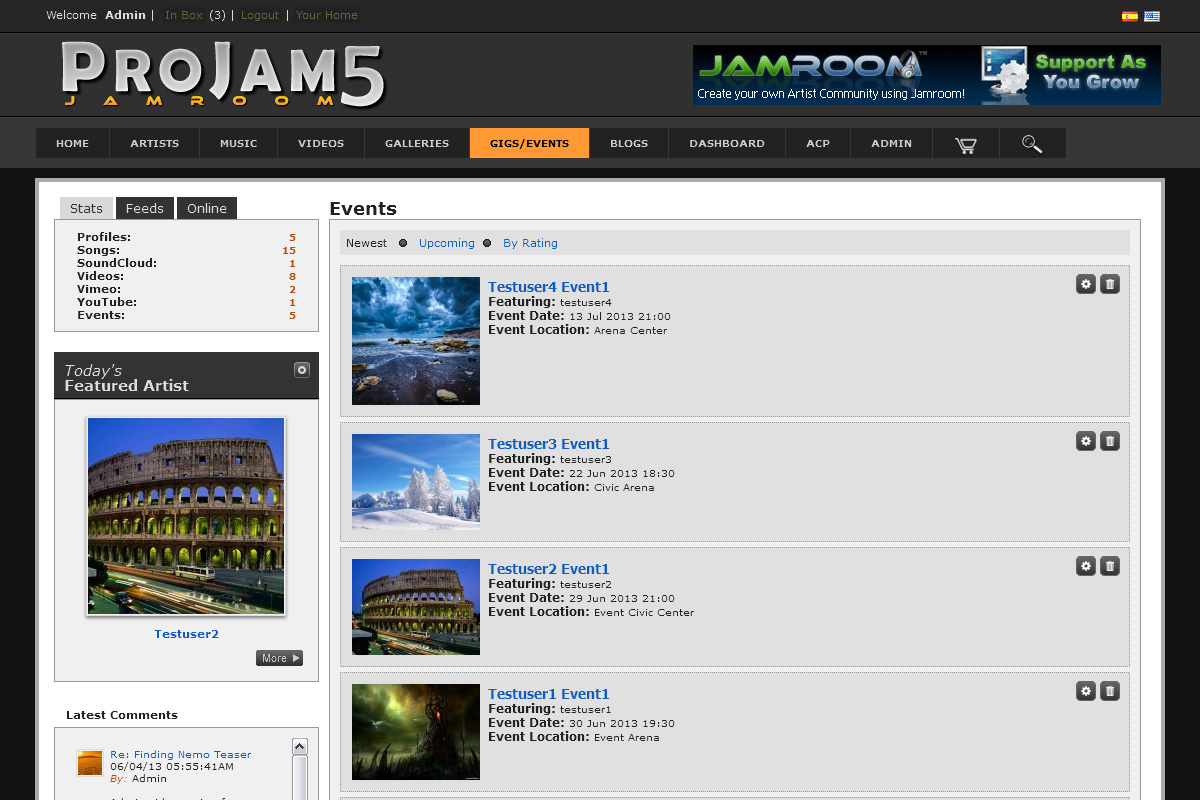 Welcome Admin | In Box (3) | Logout | Your Home
PROJAM5
JAMROOM
JAMROOM™
Create your own Artist Community using Jamroom!
Support As
You Grow
HOME ARTISTS MUSIC VIDEOS GALLERIES GIGS/EVENTS BLOGS DASHBOARD ACP ADMIN
Stats Feeds Online
Profiles: 5
Songs: 15
SoundCloud: 1
Videos: 8
Vimeo: 2
YouTube: 1
Events: 5
Today's
Featured Artist
Testuser2
More
Latest Comments
Re: Finding Nemo Teaser
06/04/13 05:55:41AM
By: Admin
Events
Newest Upcoming By Rating
Testuser4 Event1
Featuring: testuser4
Event Date: 13 Jul 2013 21:00
Event Location: Arena Center
Testuser3 Event1
Featuring: testuser3
Event Date: 22 Jun 2013 18:30
Event Location: Civic Arena
Testuser2 Event1
Featuring: testuser2
Event Date: 29 Jun 2013 21:00
Event Location: Event Civic Center
Testuser1 Event1
Featuring: testuser1
Event Date: 30 Jun 2013 19:30
Event Location: Event Arena